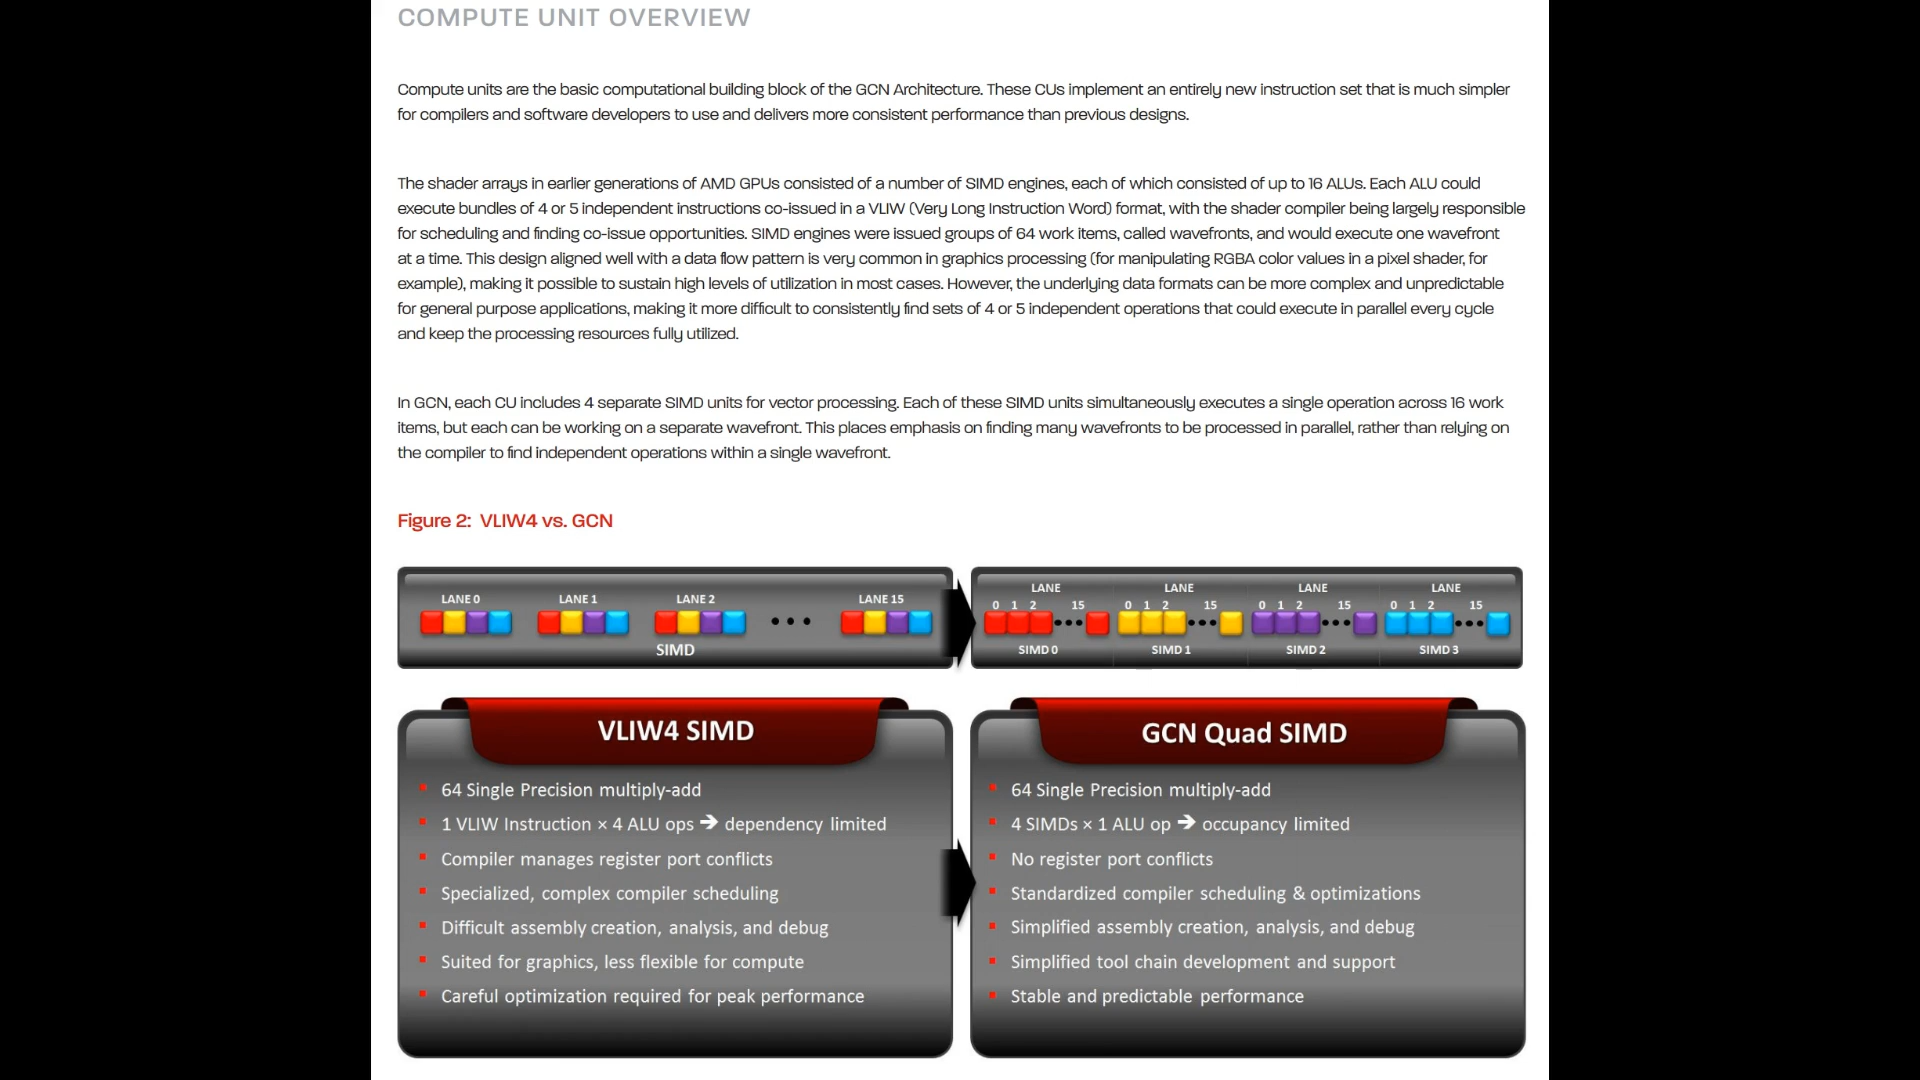 COMPUTE UNIT OVERVIEW
Compute units are the basic computational building block of the GCN Architecture. These CUs implement an entirely new instruction set that is much simpler
for compilers and software developers to use and delivers more consistent performance than previous designs.
The shader arrays in earlier generations of AMD GPUs consisted of a number of SIMD engines, each of which consisted of up to 16 ALUs. Each ALU could
execute bundles of 4 or 5 independent instructions co-issued in a VLIW (Very Long Instruction Word) format, with the shader compiler being largely responsible
for scheduling and finding co-issue opportunities. SIMD engines were issued groups of 64 work items, called wavefronts, and would execute one wavefront
at a time. This design aligned well with a data flow pattern is very common in graphics processing (for manipulating RGBA color values in a pixel shader, for
example), making it possible to sustain high levels of utilization in most cases. However, the underlying data formats can be more complex and unpredictable
for general purpose applications, making it more difficult to consistently find sets of 4 or 5 independent operations that could execute in parallel every cycle
and keep the processing resources fully utilized.
In GCN, each CU includes 4 separate SIMD units for vector processing. Each of these SIMD units simultaneously executes a single operation across 16 work
items, but each can be working on a separate wavefront. This places emphasis on finding many wavefronts to be processed in parallel, rather than relying on
the compiler to find independent operations within a single wavefront.
Figure 2: VLIW4 vs. GCN
LANE 0 LANE 1 LANE 2 LANE 15
SIMD
LANE LANE LANE LANE
0 1 2 15 0 1 2 15 0 1 2 15 0 1 2 15
SIMD 0 SIMD 1 SIMD 2 SIMD 3
VLIW4 SIMD
64 Single Precision multiply-add
1 VLIW Instruction × 4 ALU ops → dependency limited
Compiler manages register port conflicts
Specialized, complex compiler scheduling
Difficult assembly creation, analysis, and debug
Suited for graphics, less flexible for compute
Careful optimization required for peak performance
GCN Quad SIMD
64 Single Precision multiply-add
4 SIMDs × 1 ALU op → occupancy limited
No register port conflicts
Standardized compiler scheduling & optimizations
Simplified assembly creation, analysis, and debug
Simplified tool chain development and support
Stable and predictable performance